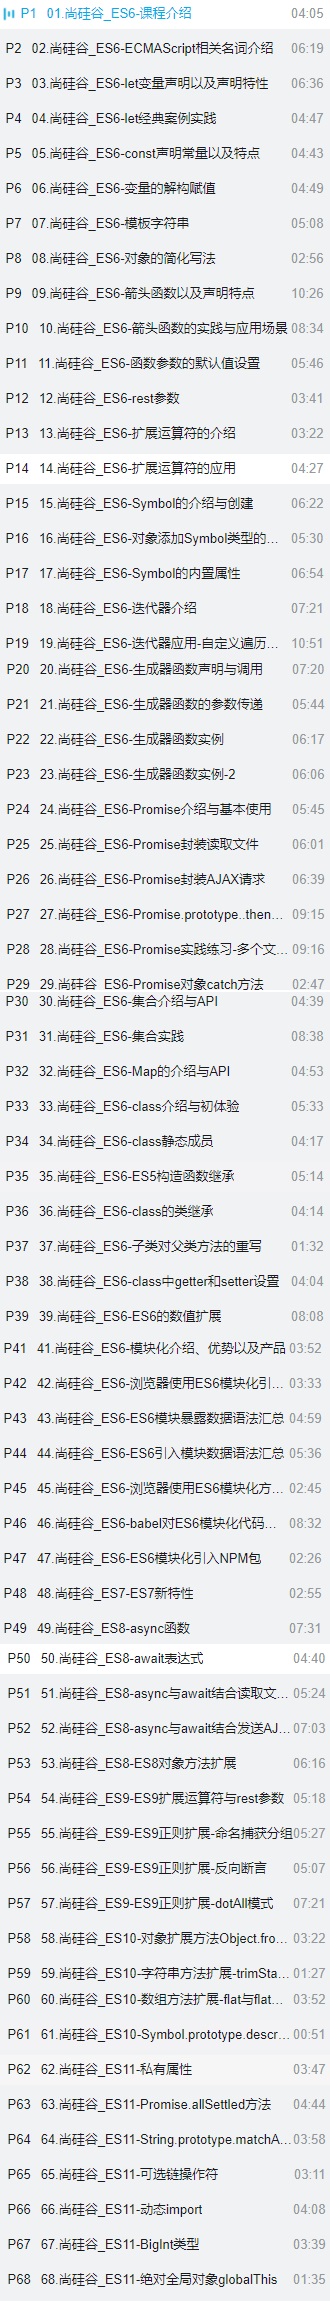 P1 01.尚硅谷_ES6-课程介绍 04:05
P2 02.尚硅谷_ES6-ECMAScript相关名词介绍 06:19
P3 03.尚硅谷_ES6-let变量声明以及声明特性 06:36
P4 04.尚硅谷_ES6-let经典案例实践 04:47
P5 05.尚硅谷_ES6-const声明常量以及特点 04:43
P6 06.尚硅谷_ES6-变量的解构赋值 04:49
P7 07.尚硅谷_ES6-模板字符串 05:08
P8 08.尚硅谷_ES6-对象的简化写法 02:56
P9 09.尚硅谷_ES6-箭头函数以及声明特点 10:26
P10 10.尚硅谷_ES6-箭头函数的实践与应用场景 08:34
P11 11.尚硅谷_ES6-函数参数的默认值设置 05:46
P12 12.尚硅谷_ES6-rest参数 03:41
P13 13.尚硅谷_ES6-扩展运算符的介绍 03:22
P14 14.尚硅谷_ES6-扩展运算符的应用 04:27
P15 15.尚硅谷_ES6-Symbol的介绍与创建 06:22
P16 16.尚硅谷_ES6-对象添加Symbol类型的... 05:30
P17 17.尚硅谷_ES6-Symbol的内置属性 06:54
P18 18.尚硅谷_ES6-迭代器介绍 07:21
P19 19.尚硅谷_ES6-迭代器应用-自定义遍历... 10:51
P20 20.尚硅谷_ES6-生成器函数声明与调用 07:20
P21 21.尚硅谷_ES6-生成器函数的参数传递 05:44
P22 22.尚硅谷_ES6-生成器函数实例 06:17
P23 23.尚硅谷_ES6-生成器函数实例-2 06:06
P24 24.尚硅谷_ES6-Promise介绍与基本使用 05:45
P25 25.尚硅谷_ES6-Promise封装读取文件 06:01
P26 26.尚硅谷_ES6-Promise封装AJAX请求 06:39
P27 27.尚硅谷_ES6-Promise.prototype..then... 09:15
P28 28.尚硅谷_ES6-Promise实践练习-多个文... 09:16
P29 29.尚硅谷_ES6-Promise对象catch方法 02:47
P30 30.尚硅谷_ES6-集合介绍与API 04:39
P31 31.尚硅谷_ES6-集合实践 08:38
P32 32.尚硅谷_ES6-Map的介绍与API 04:53
P33 33.尚硅谷_ES6-class介绍与初体验 05:33
P34 34.尚硅谷_ES6-class静态成员 04:17
P35 35.尚硅谷_ES6-ES5构造函数继承 05:14
P36 36.尚硅谷_ES6-class的类继承 04:14
P37 37.尚硅谷_ES6-子类对父类方法的重写 01:32
P38 38.尚硅谷_ES6-class中getter和setter设置 04:04
P39 39.尚硅谷_ES6-ES6的数值扩展 08:08
P41 41.尚硅谷_ES6-模块化介绍、优势以及产品 03:52
P42 42.尚硅谷_ES6-浏览器使用ES6模块化引... 03:33
P43 43.尚硅谷_ES6-ES6模块暴露数据语法汇总 04:59
P44 44.尚硅谷_ES6-ES6引入模块数据语法汇总 05:36
P45 45.尚硅谷_ES6-浏览器使用ES6模块化方... 02:45
P46 46.尚硅谷_ES6-babel对ES6模块化代码... 08:32
P47 47.尚硅谷_ES6-ES6模块化引入NPM包 02:26
P48 48.尚硅谷_ES7-ES7新特性 02:55
P49 49.尚硅谷_ES8-async函数 07:31
P50 50.尚硅谷_ES8-await表达式 04:40
P51 51.尚硅谷_ES8-async与await结合读取文... 05:24
P52 52.尚硅谷_ES8-async与await结合发送AJ... 07:03
P53 53.尚硅谷_ES8-ES8对象方法扩展 06:16
P54 54.尚硅谷_ES9-ES9扩展运算符与rest参数 05:18
P55 55.尚硅谷_ES9-ES9正则扩展-命名捕获分组 05:27
P56 56.尚硅谷_ES9-ES9正则扩展-反向断言 05:07
P57 57.尚硅谷_ES9-ES9正则扩展-dotAll模式 07:21
P58 58.尚硅谷_ES10-对象扩展方法Object.fro... 03:22
P59 59.尚硅谷_ES10-字符串方法扩展-trimSta... 01:27
P60 60.尚硅谷_ES10-数组方法扩展-flat与flat... 03:52
P61 61.尚硅谷_ES10-Symbol.prototype.descr... 00:51
P62 62.尚硅谷_ES11-私有属性 03:47
P63 63.尚硅谷_ES11-Promise.allSettled方法 04:44
P64 64.尚硅谷_ES11-String.prototype.matchA... 03:58
P65 65.尚硅谷_ES11-可选链操作符 03:11
P66 66.尚硅谷_ES11-动态import 04:08
P67 67.尚硅谷_ES11-BigInt类型 03:39
P68 68.尚硅谷_ES11-绝对全局对象globalThis 01:35